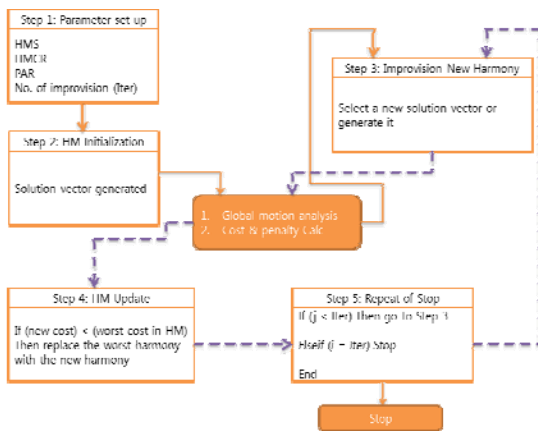 Step 1: Parameter set up
HMS
HMCR
PAR
No. of improvision (Iter)
Step 2: HM Initialization
Solution vector generated
Step 3: Improvision New Harmony
Select a new solution vector or
generate it
1. Global motion analysis
2. Cost & penalty Calc
Step 4: HM Update
If (new cost) < (worst cost in HM)
Then replace the worst harmony
with the new harmony
Step 5: Repeat of Stop
If (j < Iter) Then go to Step 3
Elseif (j = Iter) Stop
End
Stop